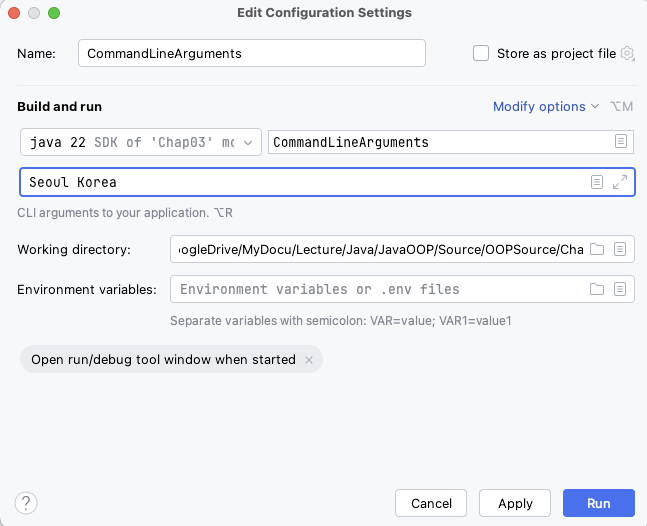 Edit Configuration Settings
Name: CommandLineArguments Store as project file
Build and run Modify options ⌥M
java 22 SDK of 'Chap03' mc CommandLineArguments
Seoul Korea
CLI arguments to your application. ⌥R
Working directory: ogleDrive/MyDocu/Lecture/Java/JavaOOP/Source/OOPSource/Cha
Environment variables: Environment variables or .env files
Separate variables with semicolon: VAR=value; VAR1=value1
Open run/debug tool window when started ×
? Cancel Apply Run